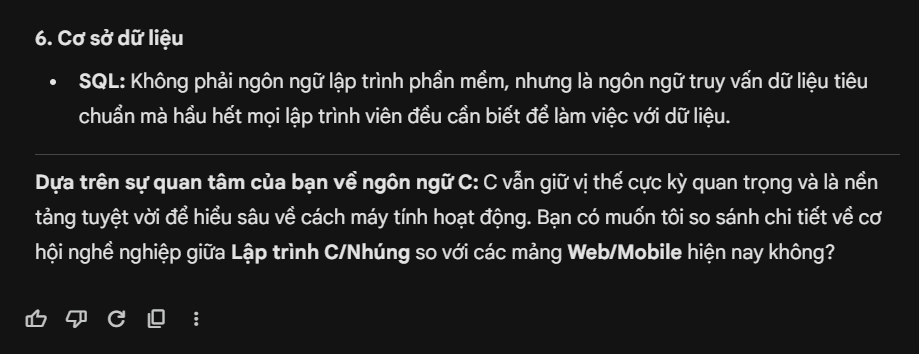 6. Cơ sở dữ liệu
• SQL: Không phải ngôn ngữ lập trình phần mềm, nhưng là ngôn ngữ truy vấn dữ liệu tiêu
chuẩn mà hầu hết mọi lập trình viên đều cần biết để làm việc với dữ liệu.
Dựa trên sự quan tâm của bạn về ngôn ngữ C: C vẫn giữ vị thế cực kỳ quan trọng và là nền
tảng tuyệt vời để hiểu sâu về cách máy tính hoạt động. Bạn có muốn tôi so sánh chi tiết về cơ
hội nghề nghiệp giữa Lập trình C/Nhúng so với các mảng Web/Mobile hiện nay không?